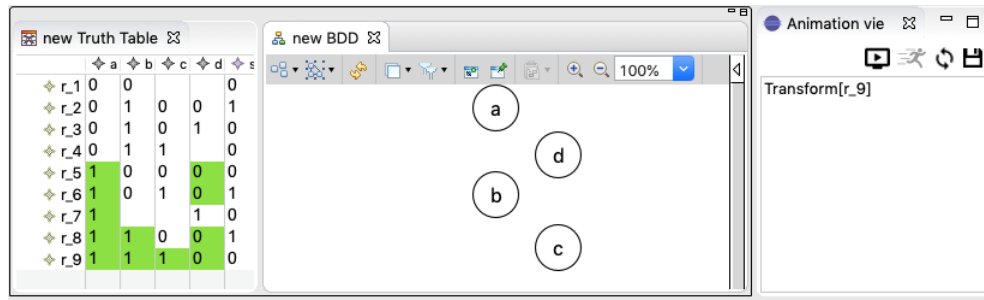 new Truth Table
a b c d s
r_1 0 0 0
r_2 0 1 0 0 1
r_3 0 1 0 1 0
r_4 0 1 1 0
r_5 1 0 0 0 0
r_6 1 0 1 0 1
r_7 1 1 0
r_8 1 1 0 0 1
r_9 1 1 1 0 0
new BDD
100%
a
d
b
c
Animation vie
Transform[r_9]